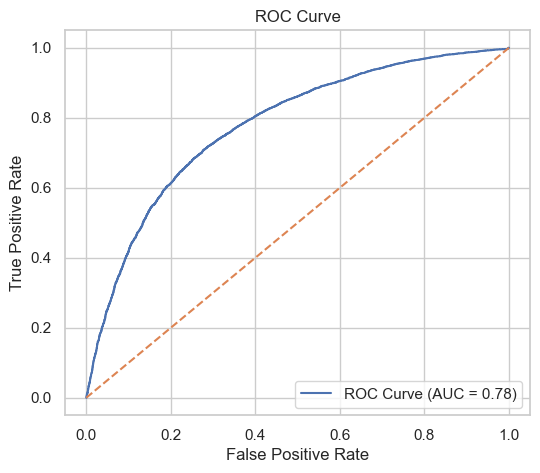 ROC Curve
1.0
0.8
0.6
0.4
0.2
0.0
True Positive Rate
ROC Curve (AUC = 0.78)
0.0 0.2 0.4 0.6 0.8 1.0
False Positive Rate